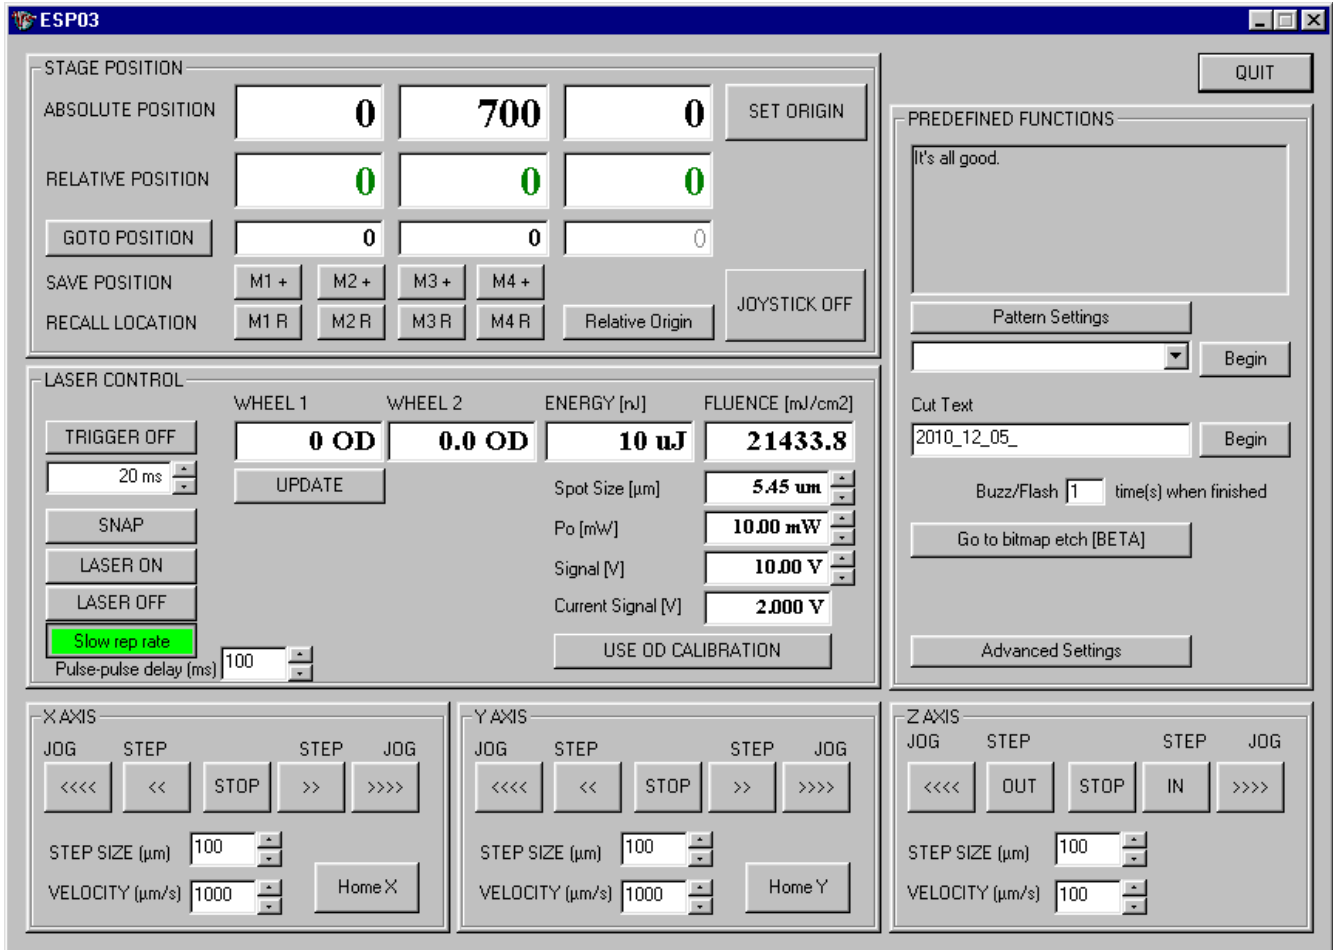 ESP03
QUIT
STAGE POSITION
ABSOLUTE POSITION 0 700 0 SET ORIGIN
RELATIVE POSITION 0 0 0
GOTO POSITION 0 0 0
SAVE POSITION M1 + M2 + M3 + M4 +
JOYSTICK OFF
RECALL LOCATION M1 R M2 R M3 R M4 R Relative Origin
PREDEFINED FUNCTIONS
It's all good.
Pattern Settings
Begin
Cut Text
2010_12_05_ Begin
Buzz/Flash 1 time(s) when finished
Go to bitmap etch [BETA]
Advanced Settings
LASER CONTROL
WHEEL 1 WHEEL 2 ENERGY [nJ] FLUENCE [mJ/cm2]
TRIGGER OFF 0 OD 0.0 OD 10 uJ 21433.8
20 ms UPDATE Spot Size [µm] 5.45 um
SNAP Po [mW] 10.00 mW
LASER ON Signal [V] 10.00 V
LASER OFF Current Signal [V] 2.000 V
Slow rep rate USE OD CALIBRATION
Pulse-pulse delay (ms) 100
X AXIS
JOG STEP STEP JOG
<<<< << STOP >> >>>>
STEP SIZE (µm) 100
VELOCITY (µm/s) 1000 Home X
Y AXIS
JOG STEP STEP JOG
<<<< << STOP >> >>>>
STEP SIZE (µm) 100
VELOCITY (µm/s) 1000 Home Y
Z AXIS
JOG STEP STEP JOG
<<<< OUT STOP IN >>>>
STEP SIZE (µm) 100
VELOCITY (µm/s) 100